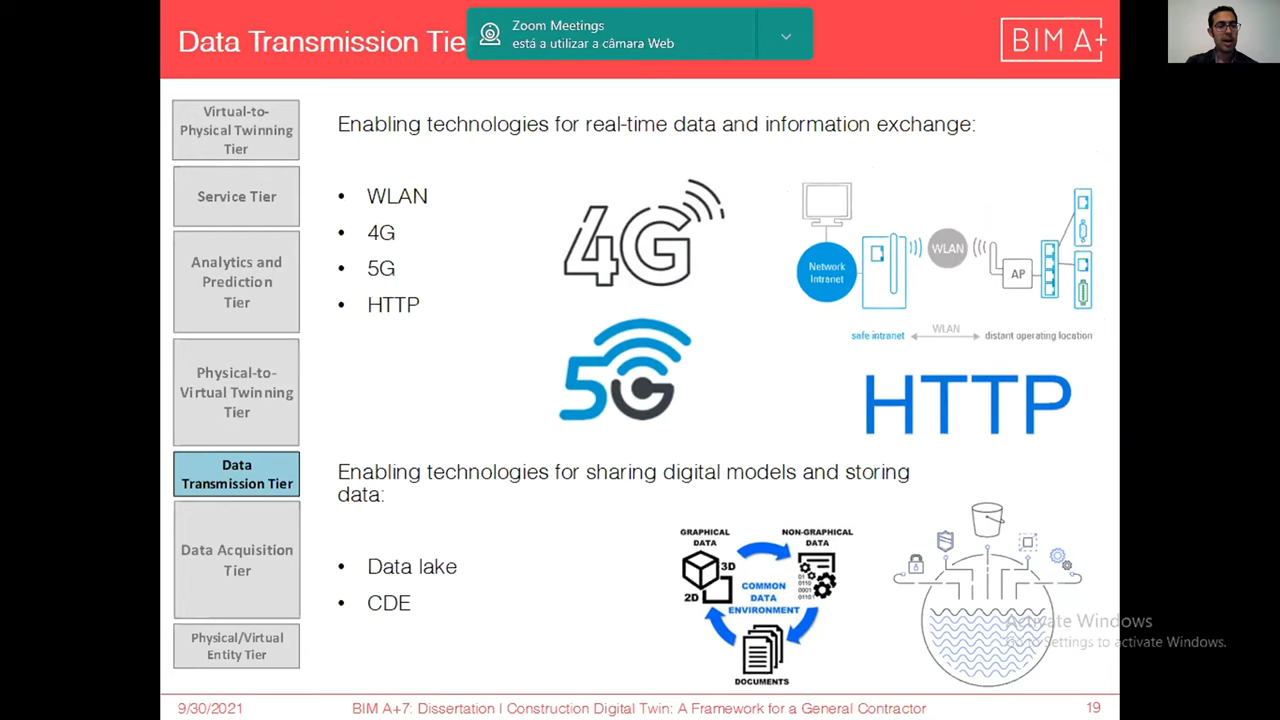 Data Transmission Tie
Zoom Meetings
está a utilizar a câmara Web
BIM A+
Virtual-to-
Physical Twinning
Tier
Service Tier
Analytics and
Prediction
Tier
Physical-to-
Virtual Twinning
Tier
Data
Transmission Tier
Data Acquisition
Tier
Physical/Virtual
Entity Tier
Enabling technologies for real-time data and information exchange:
• WLAN
• 4G
• 5G
• HTTP
4G
5G
Network
Intranet
WLAN
AP
safe intranet
WLAN
distant operating location
HTTP
Enabling technologies for sharing digital models and storing
data:
• Data lake
• CDE
GRAPHICAL
DATA
NON-GRAPHICAL
DATA
3D
2D
COMMON
DATA
ENVIRONMENT
DOCUMENTS
Activate Windows
Go to Settings to activate Windows.
9/30/2021
BIM A+7: Dissertation | Construction Digital Twin: A Framework for a General Contractor
19